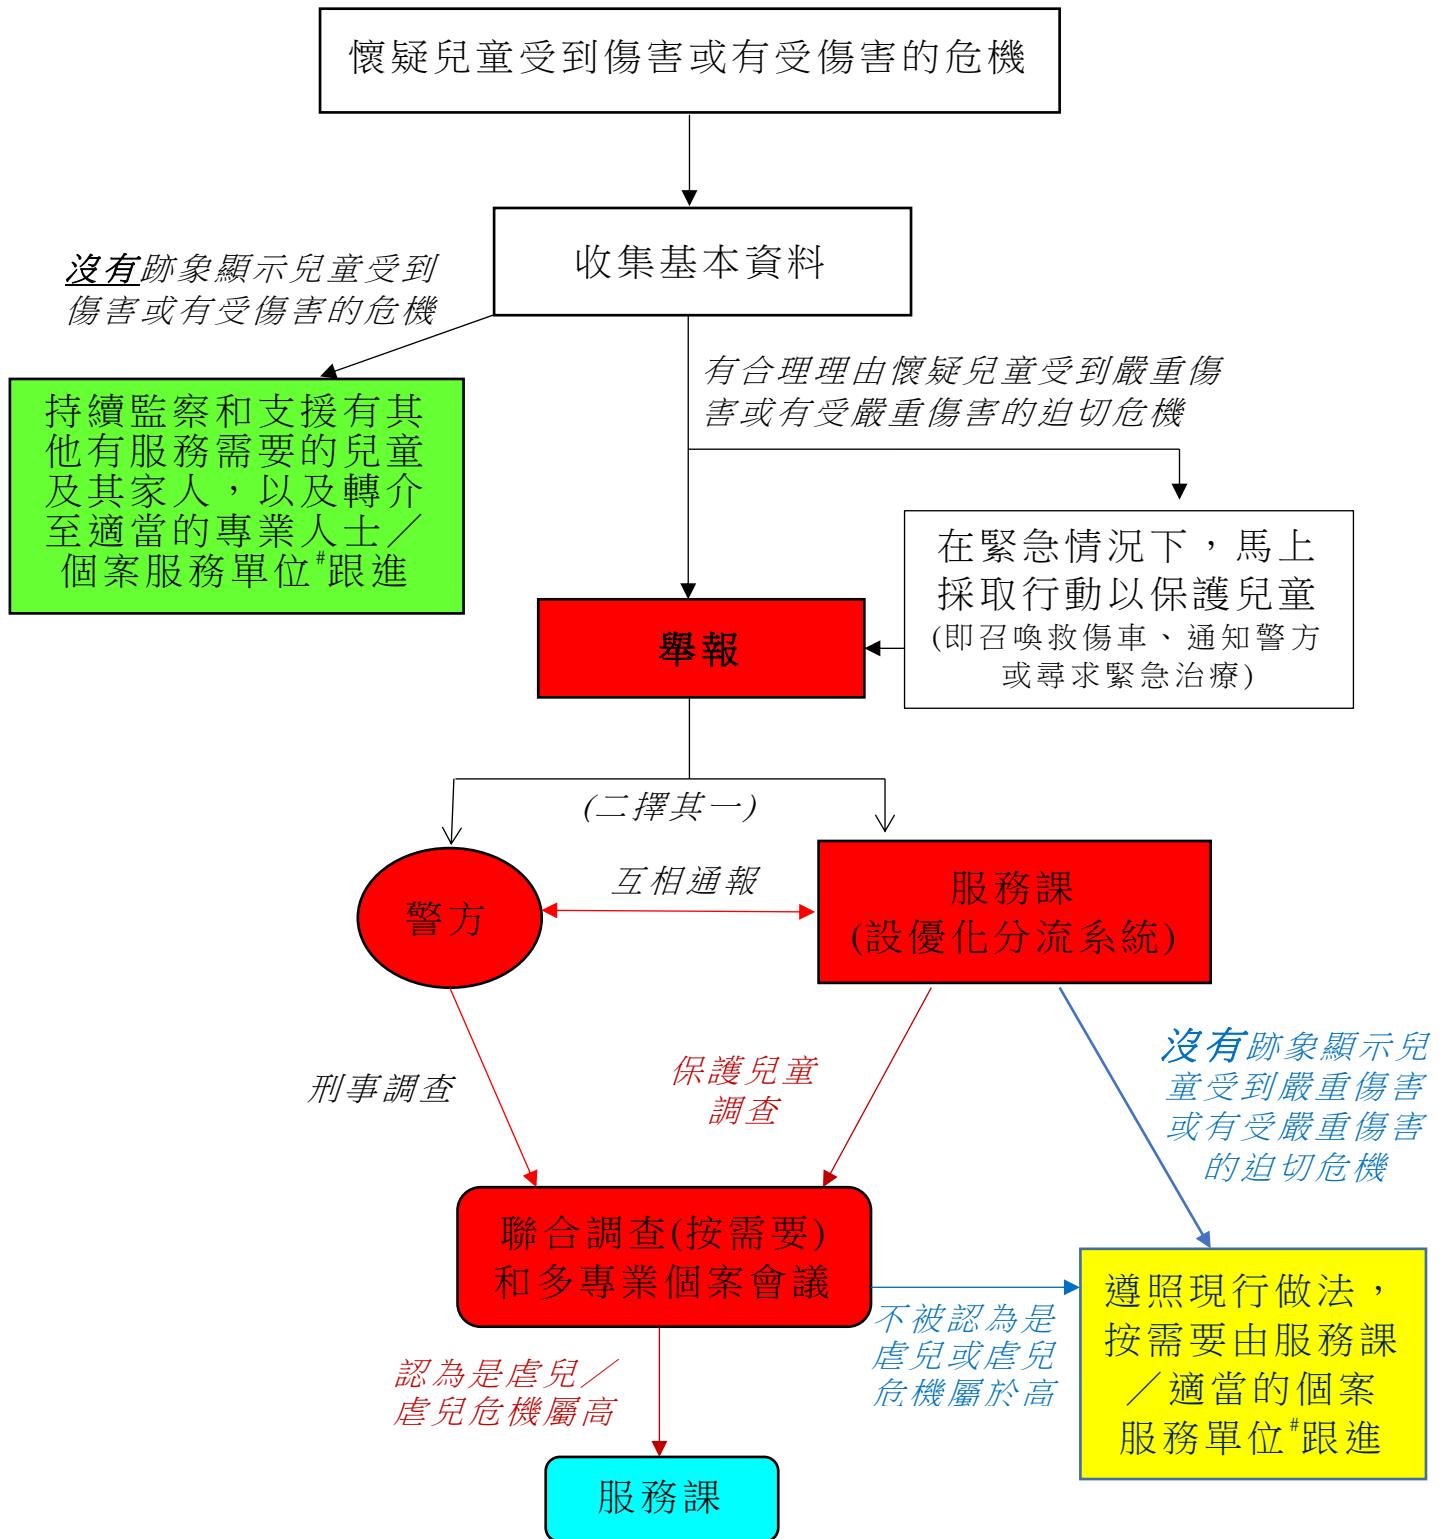 懷疑兒童受到傷害或有受傷害的危機
收集基本資料
沒有跡象顯示兒童受到
傷害或有受傷害的危機
有合理理由懷疑兒童受到嚴重傷
害或有受嚴重傷害的迫切危機
持續監察和支援有其
他有服務需要的兒童
及其家人，以及轉介
至適當的專業人士／
個案服務單位#跟進
在緊急情況下，馬上
採取行動以保護兒童
(即召喚救傷車、通知警方
或尋求緊急治療)
舉報
(二擇其一)
警方
互相通報
服務課
(設優化分流系統)
刑事調查
保護兒童
調查
沒有跡象顯示兒
童受到嚴重傷害
或有受嚴重傷害
的迫切危機
聯合調查(按需要)
和多專業個案會議
不被認為是
虐兒或虐兒
危機屬於高
遵照現行做法，
按需要由服務課
／適當的個案
服務單位#跟進
認為是虐兒／
虐兒危機屬高
服務課